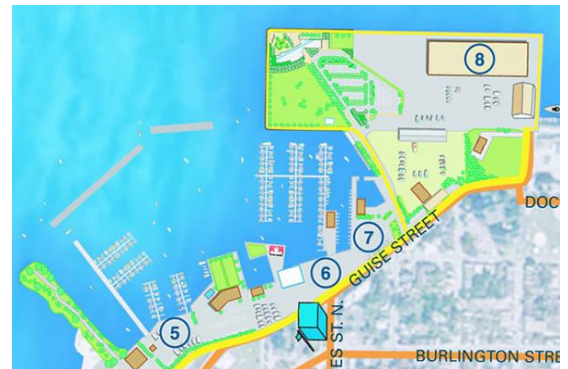 8
DOC
7
GUISE STREET
6
5
ES ST. N.
BURLINGTON STRE